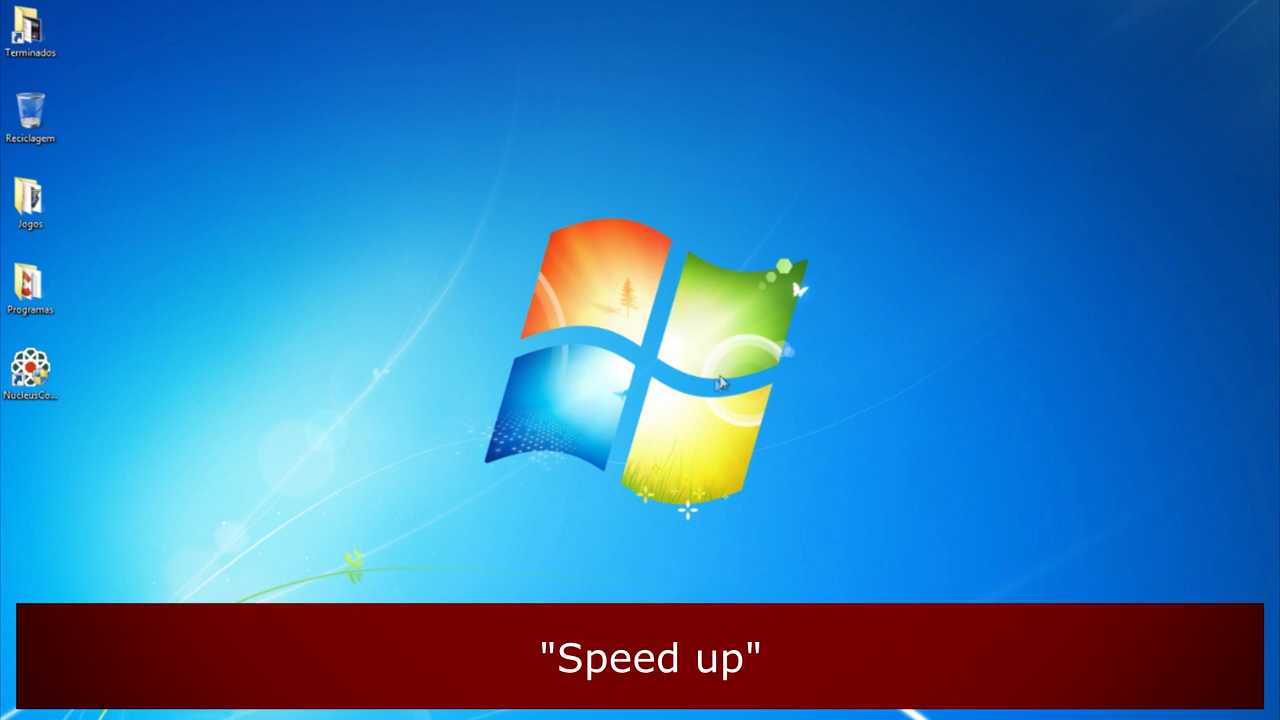 Terminados
Reciclagem
Jogos
Programas
NucleusCo...
"Speed up"